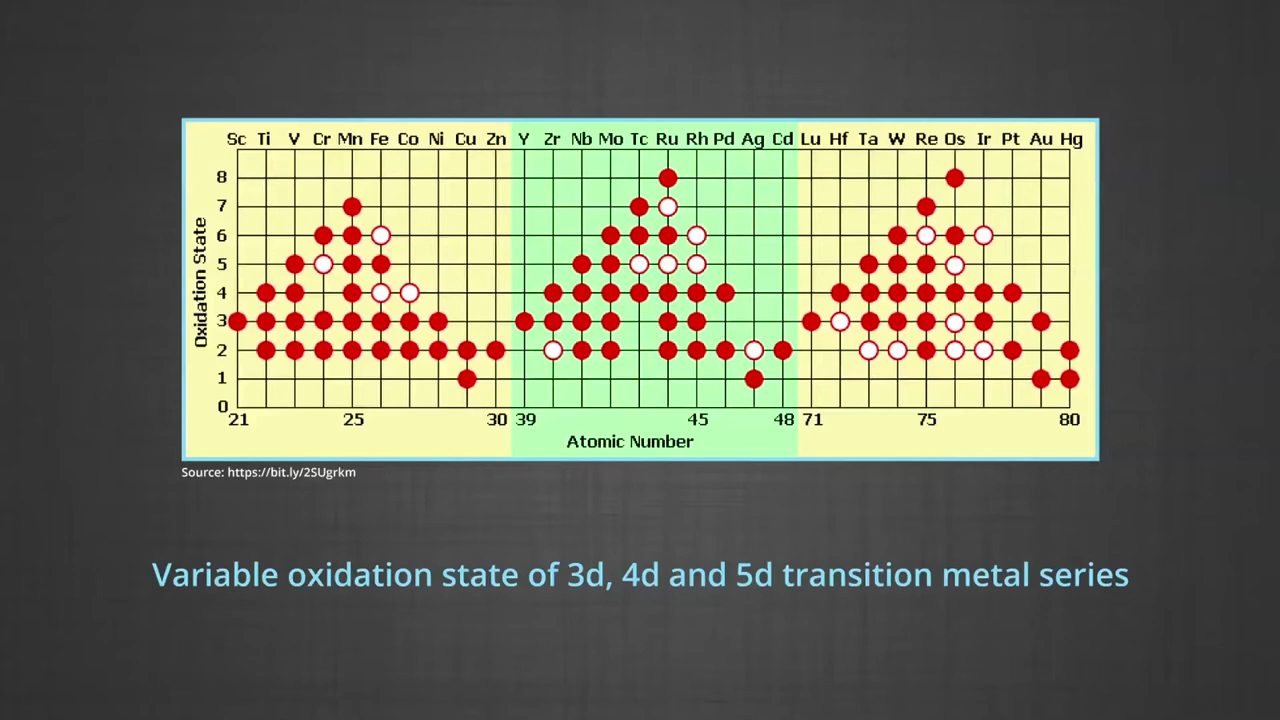 Sc Ti V Cr Mn Fe Co Ni Cu Zn Y Zr Nb Mo Tc Ru Rh Pd Ag Cd Lu Hf Ta W Re Os Ir Pt Au Hg
Oxidation State
8
7
6
5
4
3
2
1
0
21 25 30 39 45 48 71 75 80
Atomic Number
Source: https://bit.ly/2SUgrkm
Variable oxidation state of 3d, 4d and 5d transition metal series